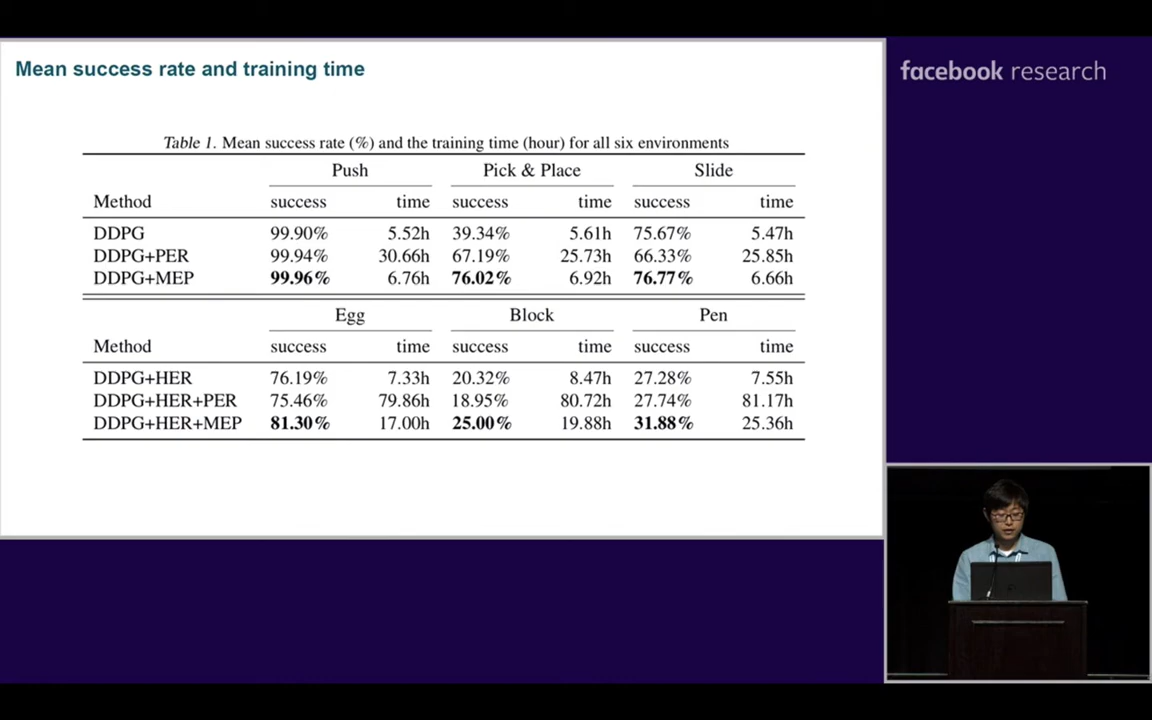 Mean success rate and training time
facebook research
Table 1. Mean success rate (%) and the training time (hour) for all six environments
Push Pick & Place Slide
Method success time success time success time
DDPG 99.90% 5.52h 39.34% 5.61h 75.67% 5.47h
DDPG+PER 99.94% 30.66h 67.19% 25.73h 66.33% 25.85h
DDPG+MEP 99.96% 6.76h 76.02% 6.92h 76.77% 6.66h
Egg Block Pen
Method success time success time success time
DDPG+HER 76.19% 7.33h 20.32% 8.47h 27.28% 7.55h
DDPG+HER+PER 75.46% 79.86h 18.95% 80.72h 27.74% 81.17h
DDPG+HER+MEP 81.30% 17.00h 25.00% 19.88h 31.88% 25.36h